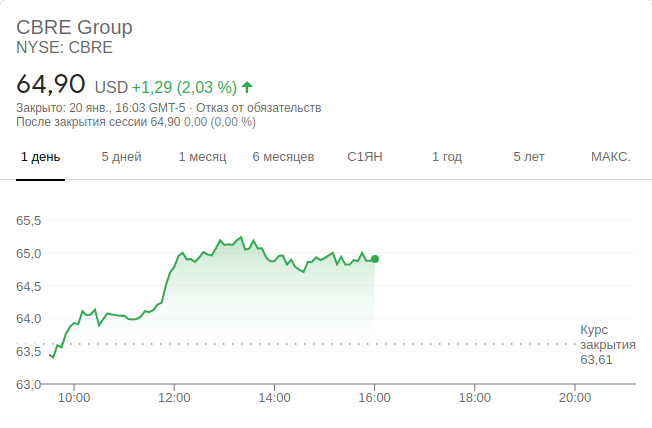 CBRE Group
NYSE: CBRE
64,90 USD +1,29 (2,03 %)
Закрыто: 20 янв., 16:03 GMT-5 · Отказ от обязательств
После закрытия сессии 64,90 0,00 (0,00 %)
1 день 5 дней 1 месяц 6 месяцев С1ЯН 1 год 5 лет МАКС.
65,5
65,0
64,5
64,0
63,5
63,0
Курс
закрытия
63,61
10:00 12:00 14:00 16:00 18:00 20:00